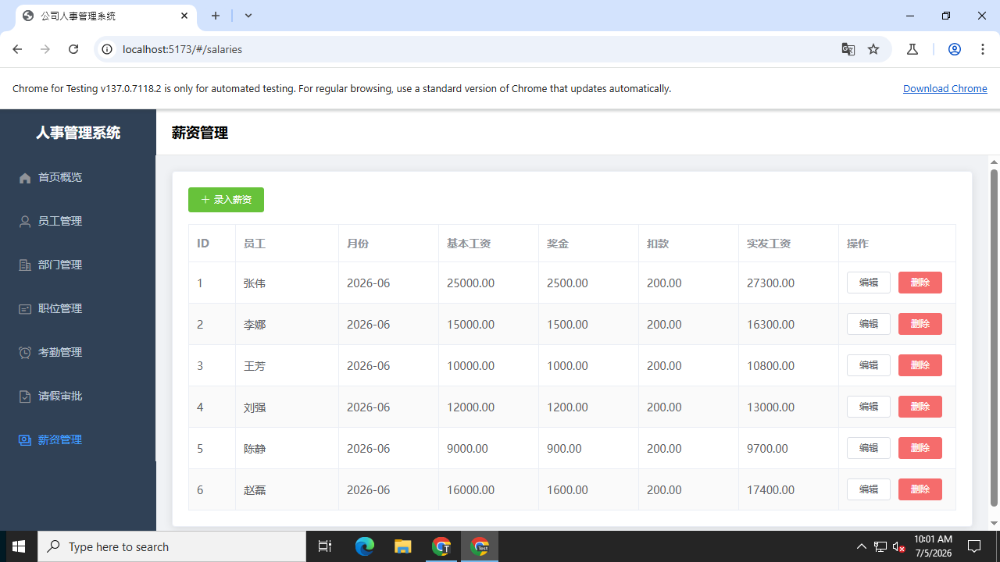 公司人事管理系统
localhost:5173/#/salaries
Chrome for Testing v137.0.7118.2 is only for automated testing. For regular browsing, use a standard version of Chrome that updates automatically.
Download Chrome
人事管理系统
薪资管理
首页概览
员工管理
部门管理
职位管理
考勤管理
请假审批
薪资管理
录入薪资
ID 员工 月份 基本工资 奖金 扣款 实发工资 操作
1 张伟 2026-06 25000.00 2500.00 200.00 27300.00 编辑 删除
2 李娜 2026-06 15000.00 1500.00 200.00 16300.00 编辑 删除
3 王芳 2026-06 10000.00 1000.00 200.00 10800.00 编辑 删除
4 刘强 2026-06 12000.00 1200.00 200.00 13000.00 编辑 删除
5 陈静 2026-06 9000.00 900.00 200.00 9700.00 编辑 删除
6 赵磊 2026-06 16000.00 1600.00 200.00 17400.00 编辑 删除
Type here to search
10:01 AM
7/5/2026